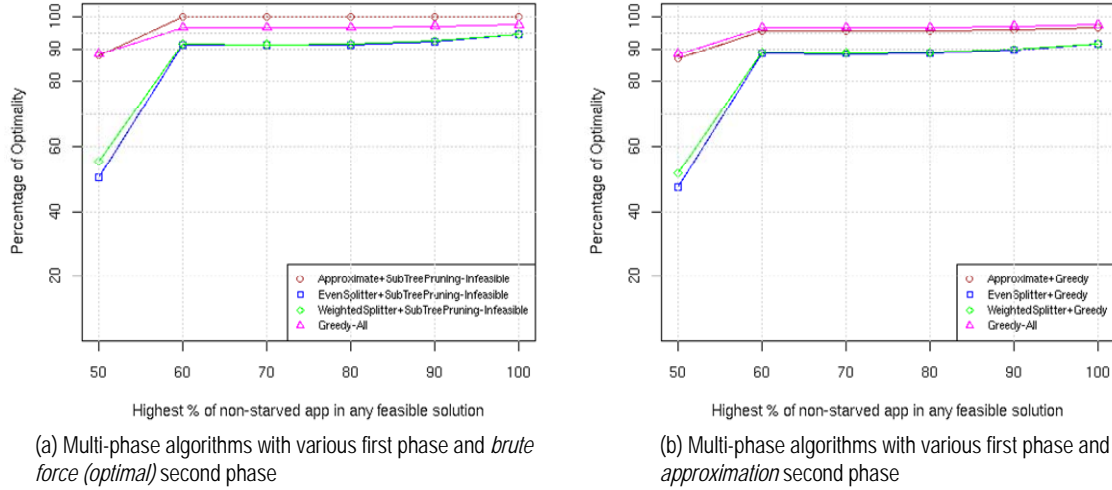 Percentage of Optimality
100
90
80
60
40
20
Approximate+SubTreePruning-Infeasible
EvenSplitter+SubTreePruning-Infeasible
WeightedSplitter+SubTreePruning-Infeasible
Greedy-All
50 60 70 80 90 100
Highest % of non-starved app in any feasible solution
(a) Multi-phase algorithms with various first phase and brute
force (optimal) second phase
Percentage of Optimality
100
90
80
60
40
20
Approximate+Greedy
EvenSplitter+Greedy
WeightedSplitter+Greedy
Greedy-All
50 60 70 80 90 100
Highest % of non-starved app in any feasible solution
(b) Multi-phase algorithms with various first phase and
approximation second phase